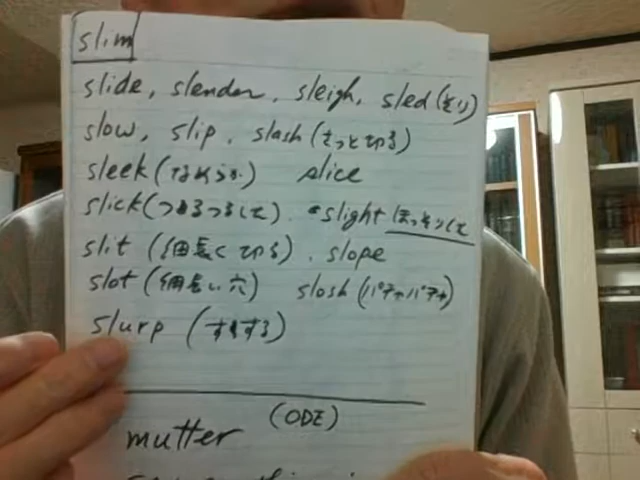 slim
slide, slender, sleigh, sled (そり)
slow, slip, slash (さっと切る)
sleek (なめらか) slice
slick (つるつるして). slight ほっそりして
slit (細長く切る). slope
slot (細長い穴) slosh (パチャパチャ)
slurp (すする)
(ODE)
mutter